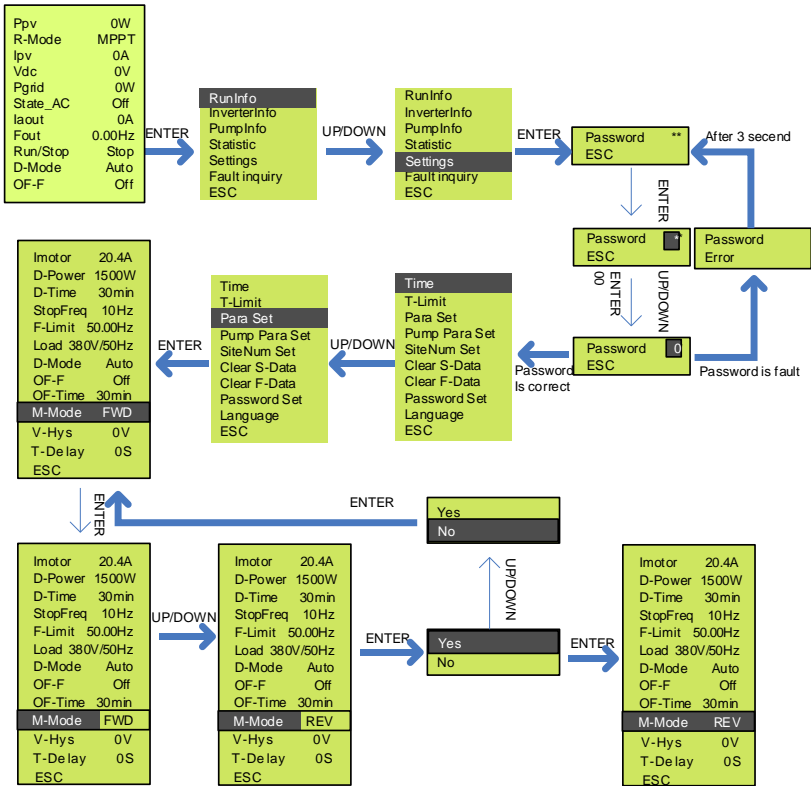 Ppv 0W
R-Mode MPPT
Ipv 0A
Vdc 0V
Pgrid 0W
State_AC Off
Iaout 0A
Fout 0.00Hz
Run/Stop Stop
D-Mode Auto
OF-F Off
ENTER
RunInfo
InverterInfo
PumpInfo
Statistic
Settings
Fault inquiry
ESC
UP/DOWN
RunInfo
InverterInfo
PumpInfo
Statistic
Settings
Fault inquiry
ESC
ENTER
Password **
ESC
After 3 secend
ENTER
Password **
ESC
Password
Error
UP/DOWN
ENTER
00
Password 0
ESC
Password is fault
Password
Is correct
Time
T-Limit
Para Set
Pump Para Set
SiteNum Set
Clear S-Data
Clear F-Data
Password Set
Language
ESC
UP/DOWN
Time
T-Limit
Para Set
Pump Para Set
SiteNum Set
Clear S-Data
Clear F-Data
Password Set
Language
ESC
ENTER
Imotor 20.4A
D-Power 1500W
D-Time 30min
StopFreq 10Hz
F-Limit 50.00Hz
Load 380V/50Hz
D-Mode Auto
OF-F Off
OF-Time 30min
M-Mode FWD
V-Hys 0V
T-Delay 0S
ESC
ENTER
Imotor 20.4A
D-Power 1500W
D-Time 30min
StopFreq 10Hz
F-Limit 50.00Hz
Load 380V/50Hz
D-Mode Auto
OF-F Off
OF-Time 30min
M-Mode FWD
V-Hys 0V
T-Delay 0S
ESC
UP/DOWN
Imotor 20.4A
D-Power 1500W
D-Time 30min
StopFreq 10Hz
F-Limit 50.00Hz
Load 380V/50Hz
D-Mode Auto
OF-F Off
OF-Time 30min
M-Mode REV
V-Hys 0V
T-Delay 0S
ESC
ENTER
Yes
No
UP/DOWN
Yes
No
ENTER
ENTER
Imotor 20.4A
D-Power 1500W
D-Time 30min
StopFreq 10Hz
F-Limit 50.00Hz
Load 380V/50Hz
D-Mode Auto
OF-F Off
OF-Time 30min
M-Mode REV
V-Hys 0V
T-Delay 0S
ESC